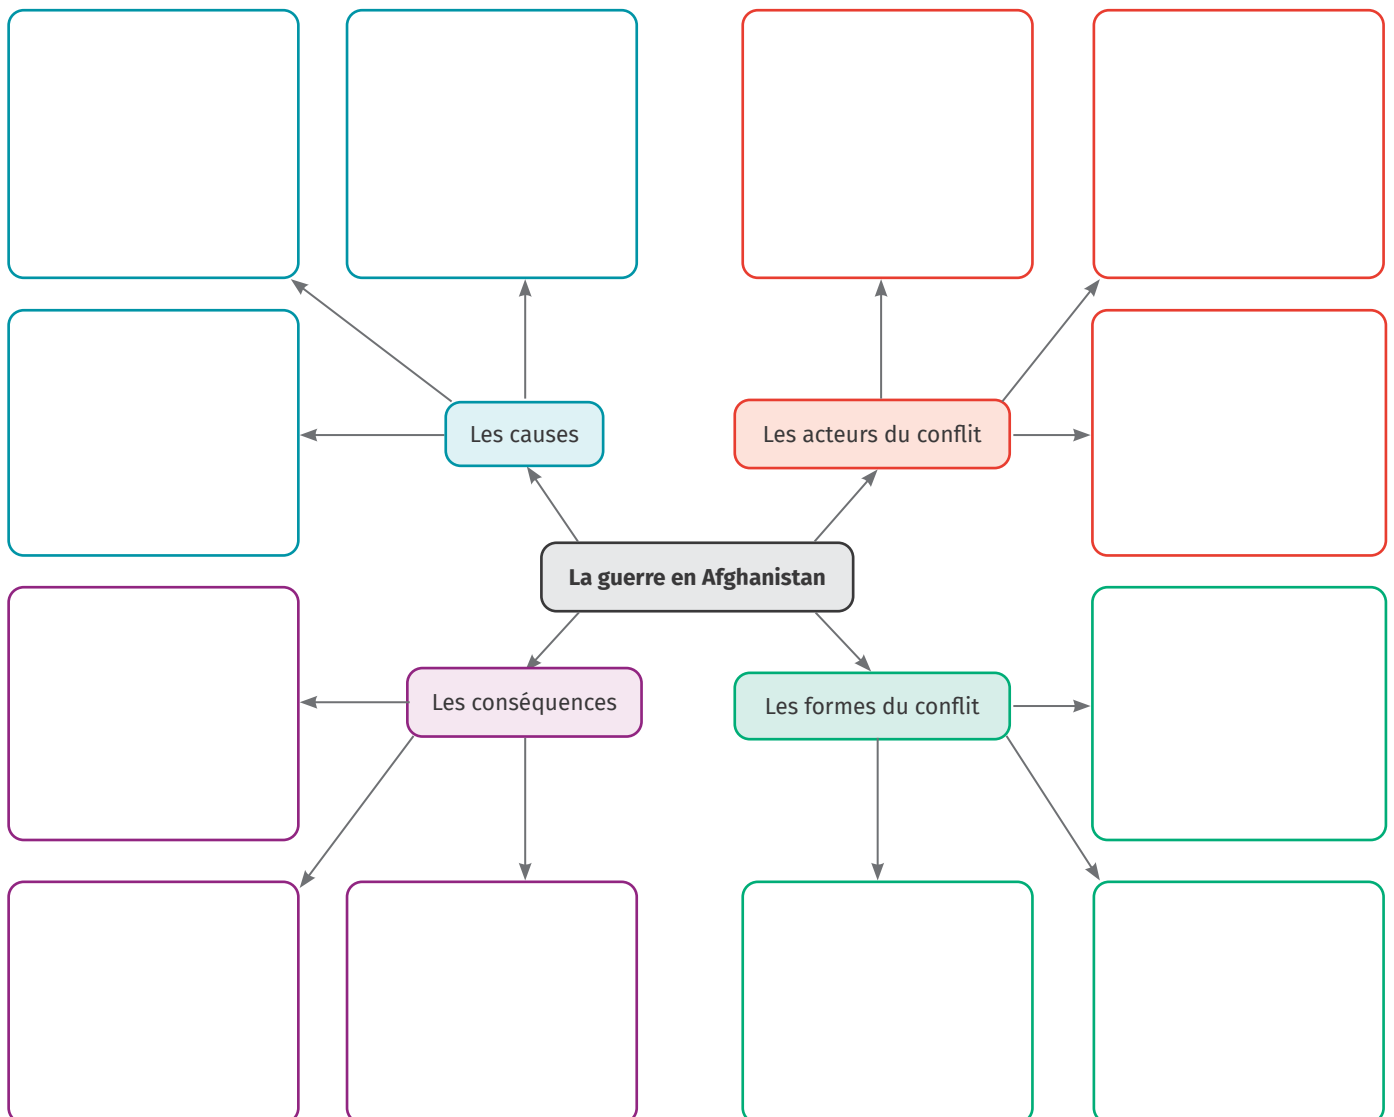 Les causes
Les acteurs du conflit
La guerre en Afghanistan
Les conséquences
Les formes du conflit